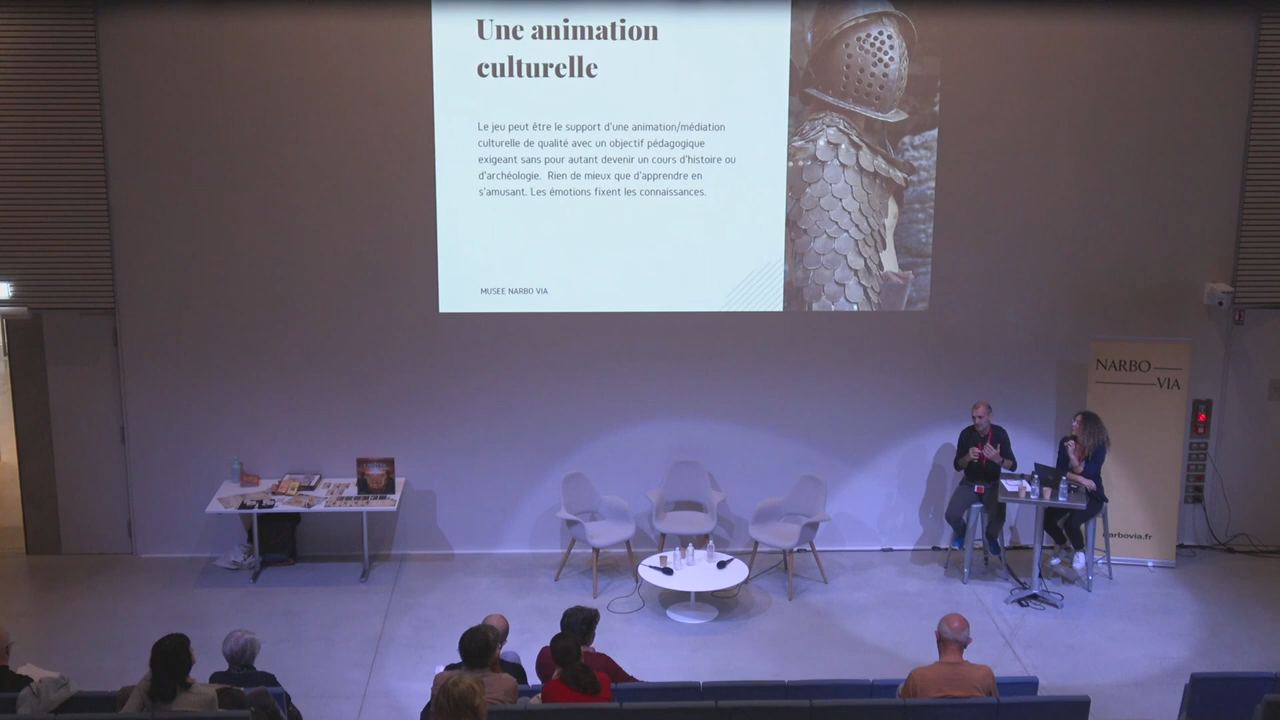 Une animation
culturelle
Le jeu peut être le support d'une animation/médiation
culturelle de qualité avec un objectif pédagogique
exigeant sans pour autant devenir un cours d'histoire ou
d'archéologie. Rien de mieux que d'apprendre en
s'amusant. Les émotions fixent les connaissances.
MUSEE NARBO VIA
NARBO
VIA
narbovia.fr